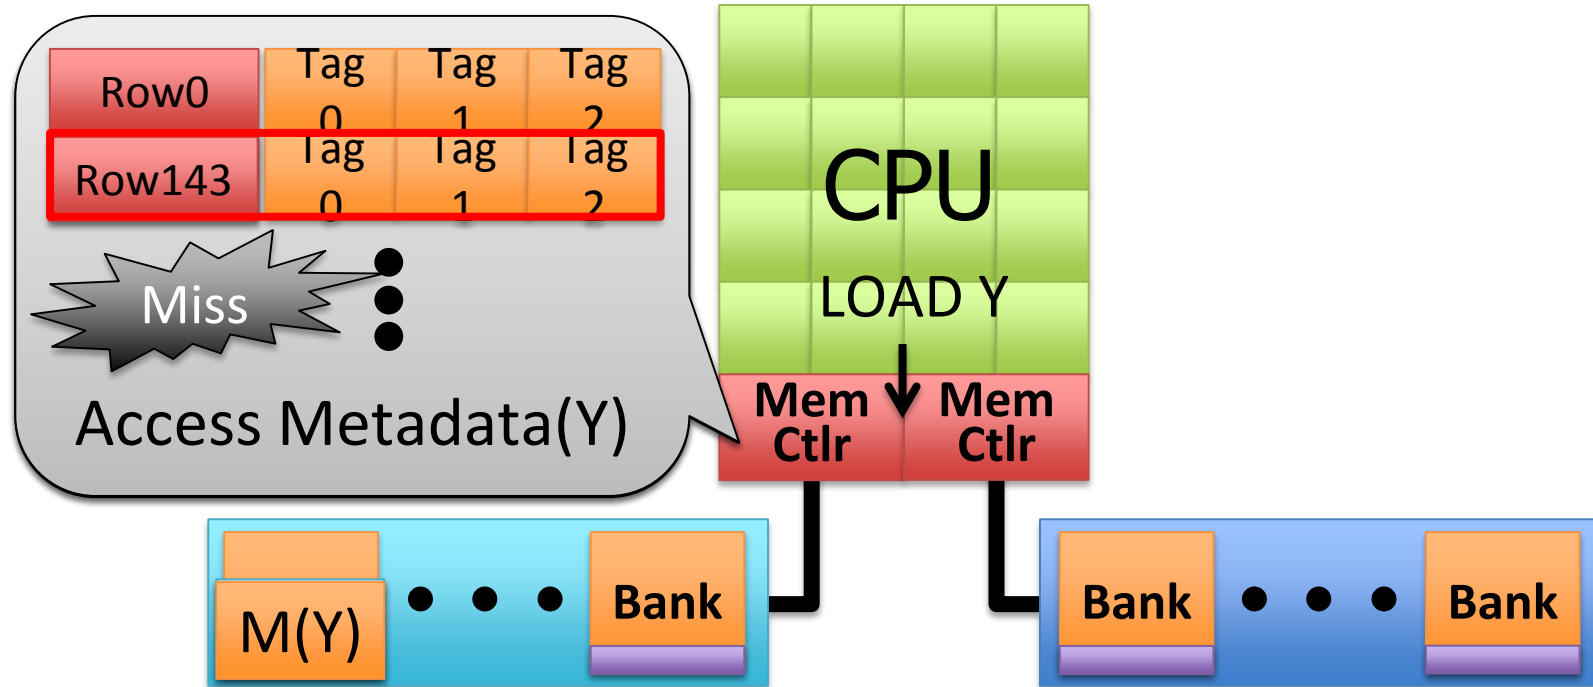 Row0 Tag 0 Tag 1 Tag 2
Row143 Tag 0 Tag 1 Tag 2
Miss
Access Metadata(Y)
CPU
LOAD Y
Mem Ctlr
Mem Ctlr
M(Y)
Bank
Bank
Bank